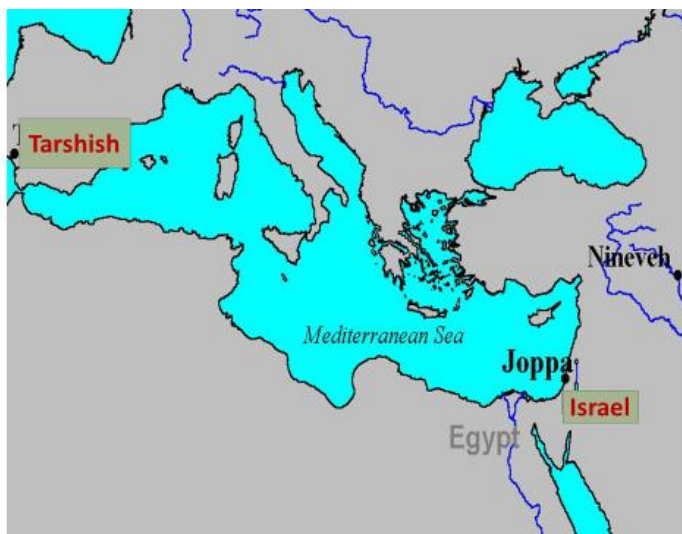 Tarshish
Nineveh
Mediterranean Sea
Joppa
Israel
Egypt